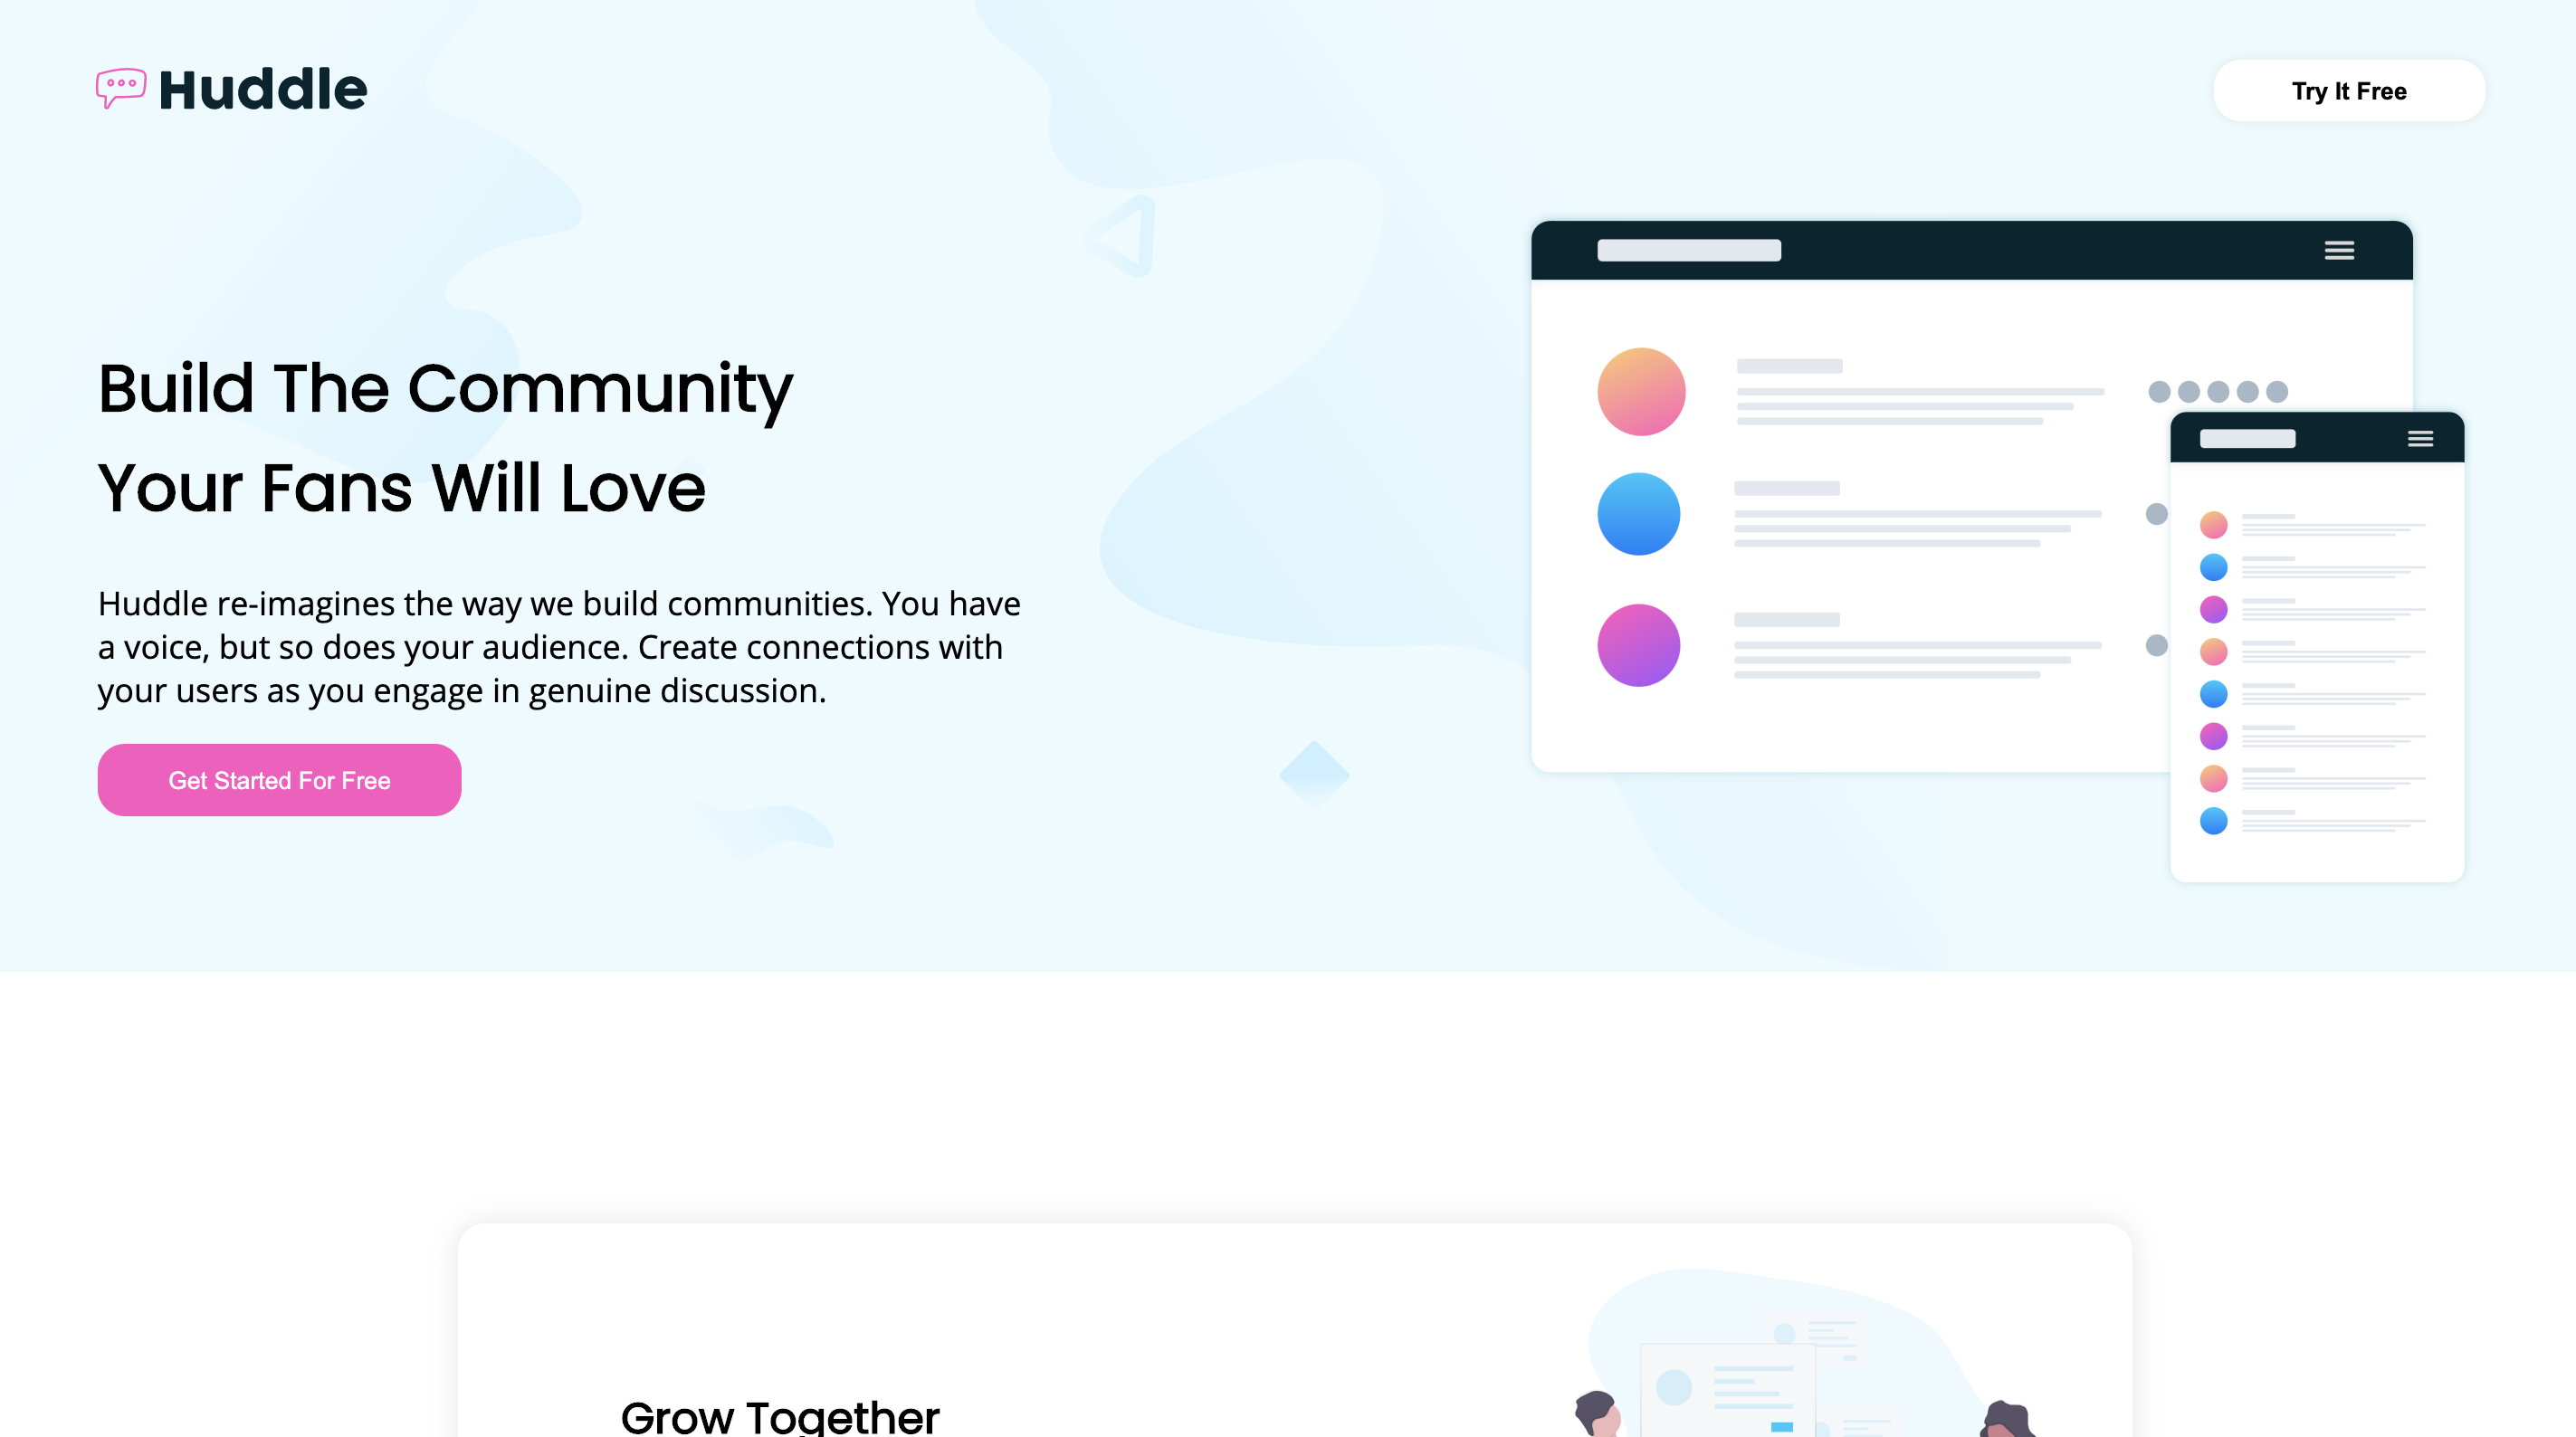 Huddle
Try It Free
Build The Community
Your Fans Will Love
Huddle re-imagines the way we build communities. You have
a voice, but so does your audience. Create connections with
your users as you engage in genuine discussion.
Get Started For Free
Grow Together